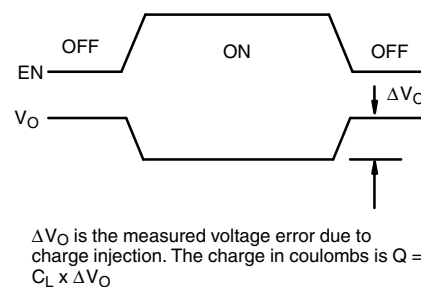 OFF
ON
OFF
EN
ΔVO
VO
ΔVO is the measured voltage error due to
charge injection. The charge in coulombs is Q =
CL x ΔVO